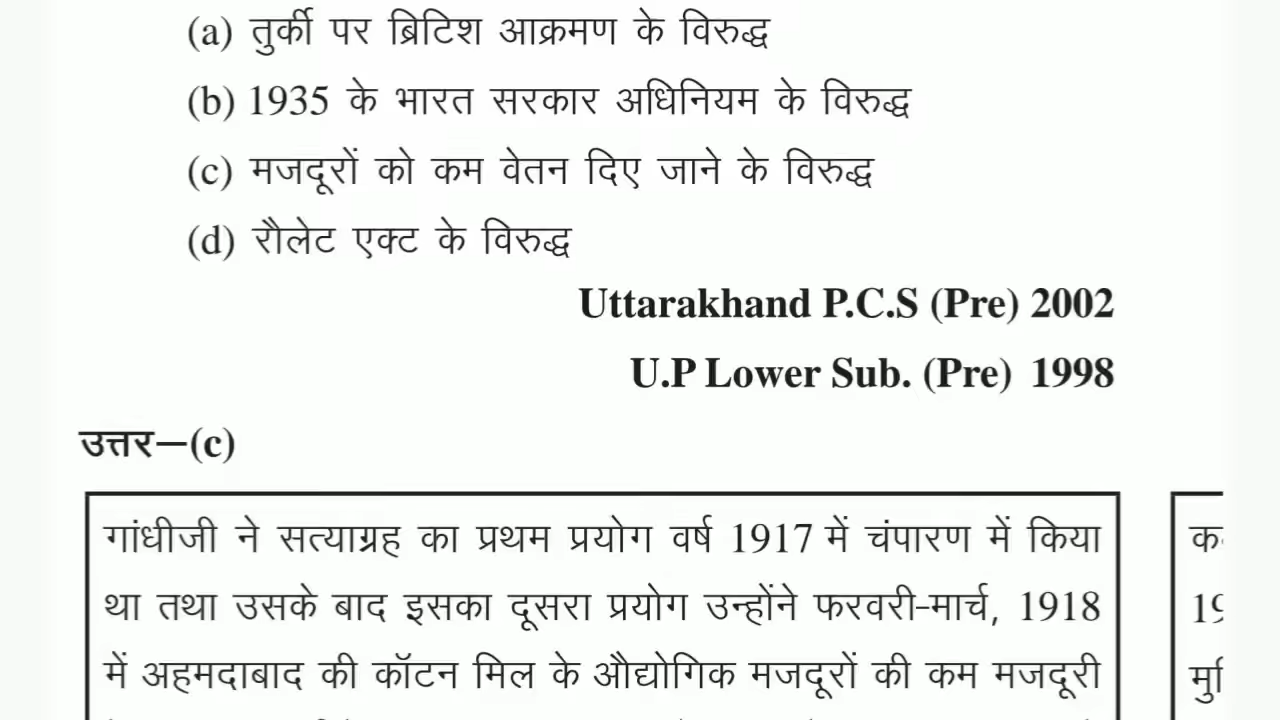 (a) तुर्की पर ब्रिटिश आक्रमण के विरुद्ध
(b) 1935 के भारत सरकार अधिनियम के विरुद्ध
(c) मजदूरों को कम वेतन दिए जाने के विरुद्ध
(d) रौलेट एक्ट के विरुद्ध
Uttarakhand P.C.S (Pre) 2002
U.P Lower Sub. (Pre) 1998
उत्तर—(c)
गांधीजी ने सत्याग्रह का प्रथम प्रयोग वर्ष 1917 में चंपारण में किया
था तथा उसके बाद इसका दूसरा प्रयोग उन्होंने फरवरी-मार्च, 1918
में अहमदाबाद की कॉटन मिल के औद्योगिक मजदूरों की कम मजदूरी